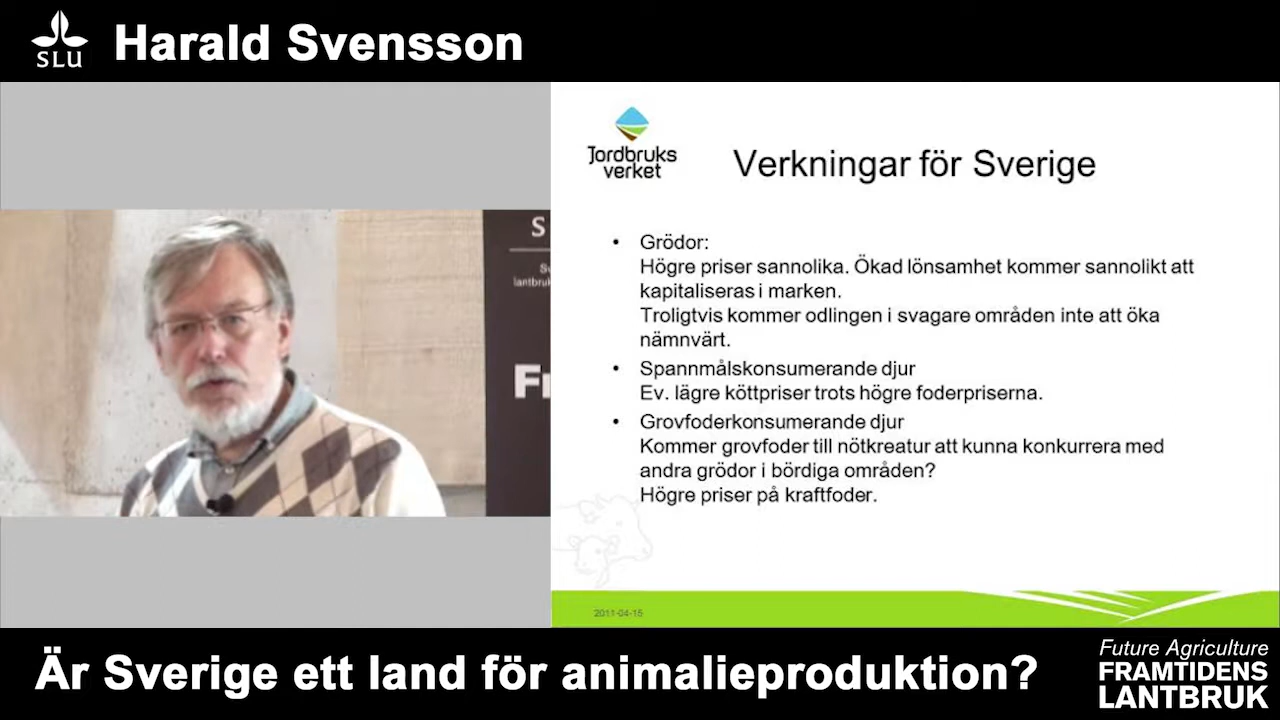 SLU
Harald Svensson
S
Sv
lantbruk
Fr
Jordbruks
verket
Verkningar för Sverige
• Grödor:
Högre priser sannolika. Ökad lönsamhet kommer sannolikt att
kapitaliseras i marken.
Troligtvis kommer odlingen i svagare områden inte att öka
nämnvärt.
• Spannmålskonsumerande djur
Ev. lägre köttpriser trots högre foderpriserna.
• Grovfoderkonsumerande djur
Kommer grovfoder till nötkreatur att kunna konkurrera med
andra grödor i bördiga områden?
Högre priser på kraftfoder.
2011-04-15
Är Sverige ett land för animalieproduktion?
Future Agriculture
FRAMTIDENS
LANTBRUK